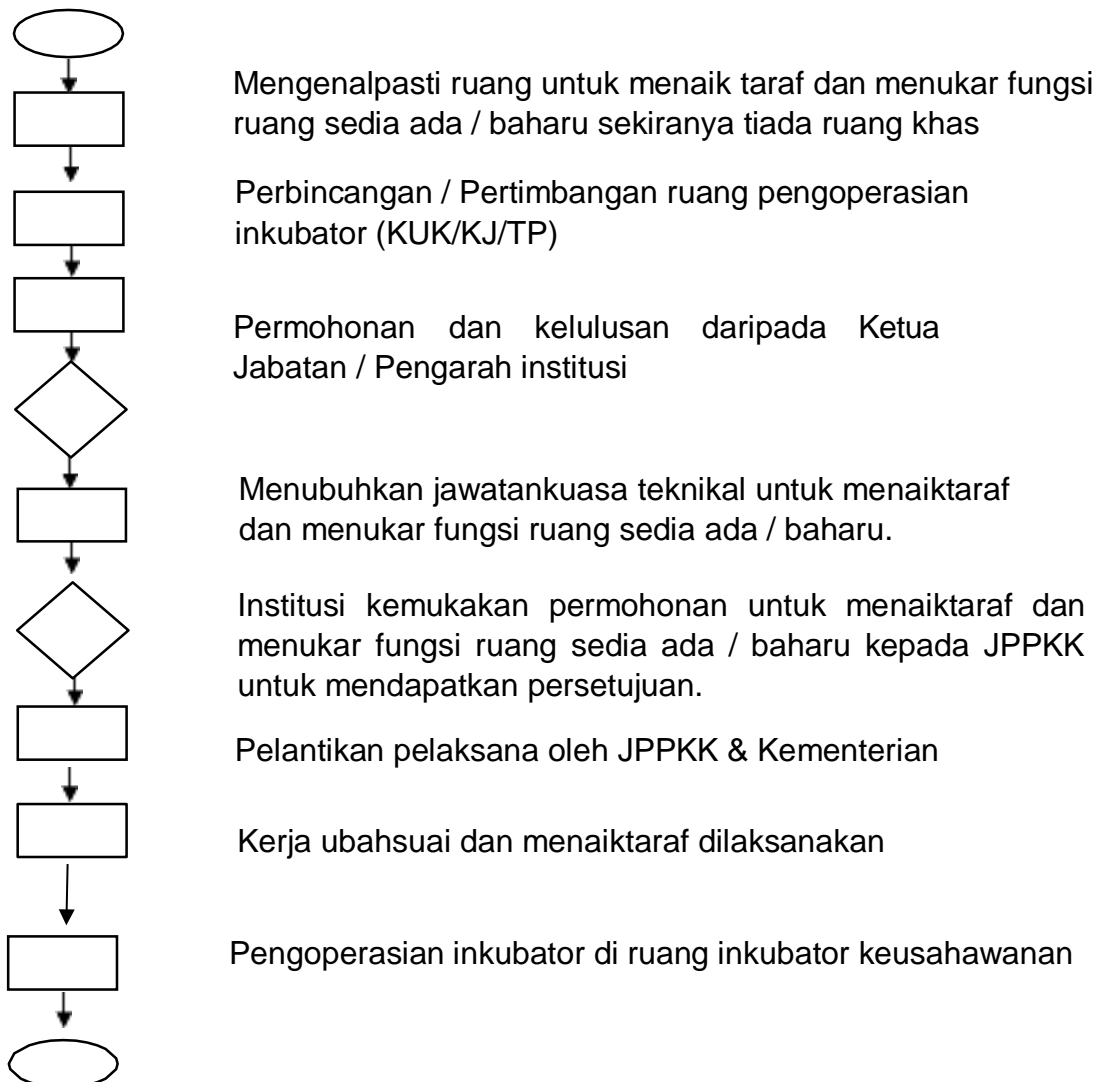 Mengenalpasti ruang untuk menaik taraf dan menukar fungsi
ruang sedia ada / baharu sekiranya tiada ruang khas
Perbincangan / Pertimbangan ruang pengoperasian
inkubator (KUK/KJ/TP)
Permohonan dan kelulusan daripada Ketua
Jabatan / Pengarah institusi
Menubuhkan jawatankuasa teknikal untuk menaiktaraf
dan menukar fungsi ruang sedia ada / baharu.
Institusi kemukakan permohonan untuk menaiktaraf dan
menukar fungsi ruang sedia ada / baharu kepada JPPKK
untuk mendapatkan persetujuan.
Pelantikan pelaksana oleh JPPKK & Kementerian
Kerja ubahsuai dan menaiktaraf dilaksanakan
Pengoperasian inkubator di ruang inkubator keusahawanan